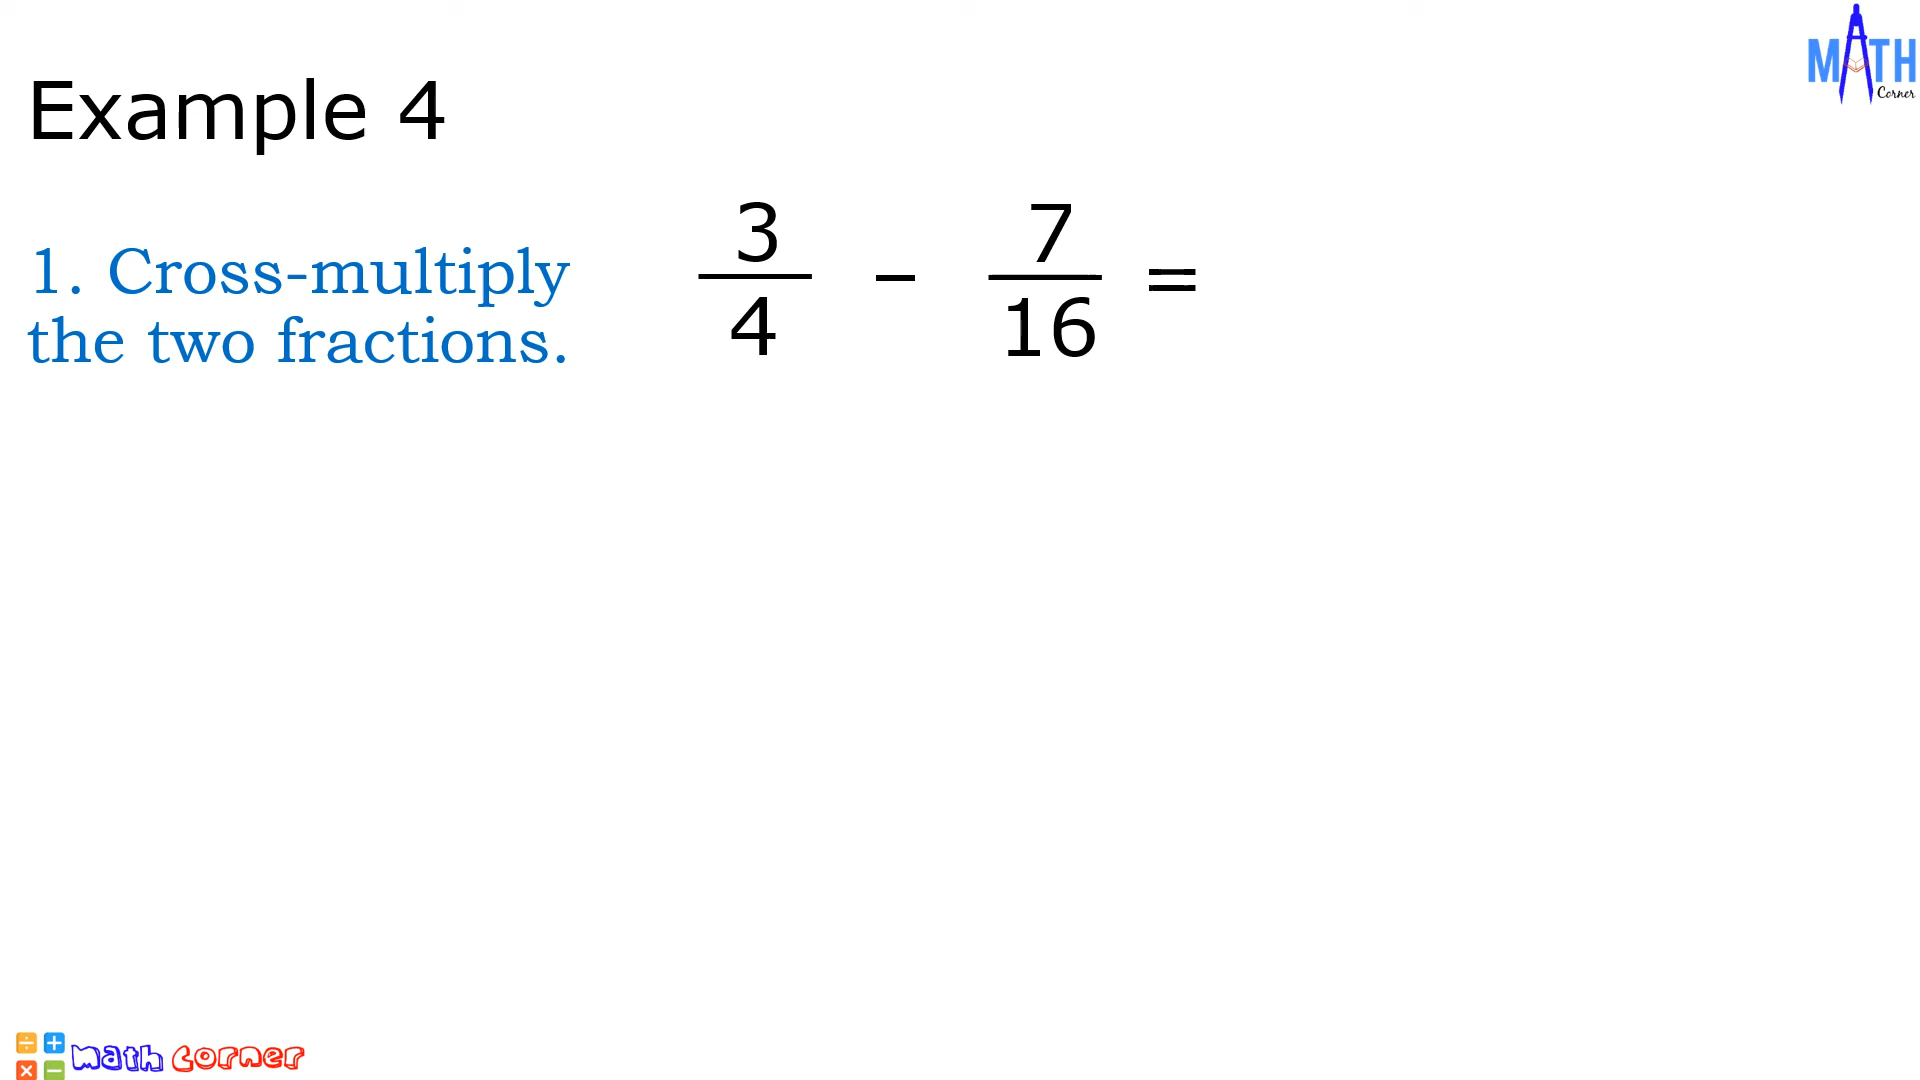 MATH
Corner
Example 4
1. Cross-multiply
the two fractions.
3 7
– =
4 16
÷ +
× − math corner